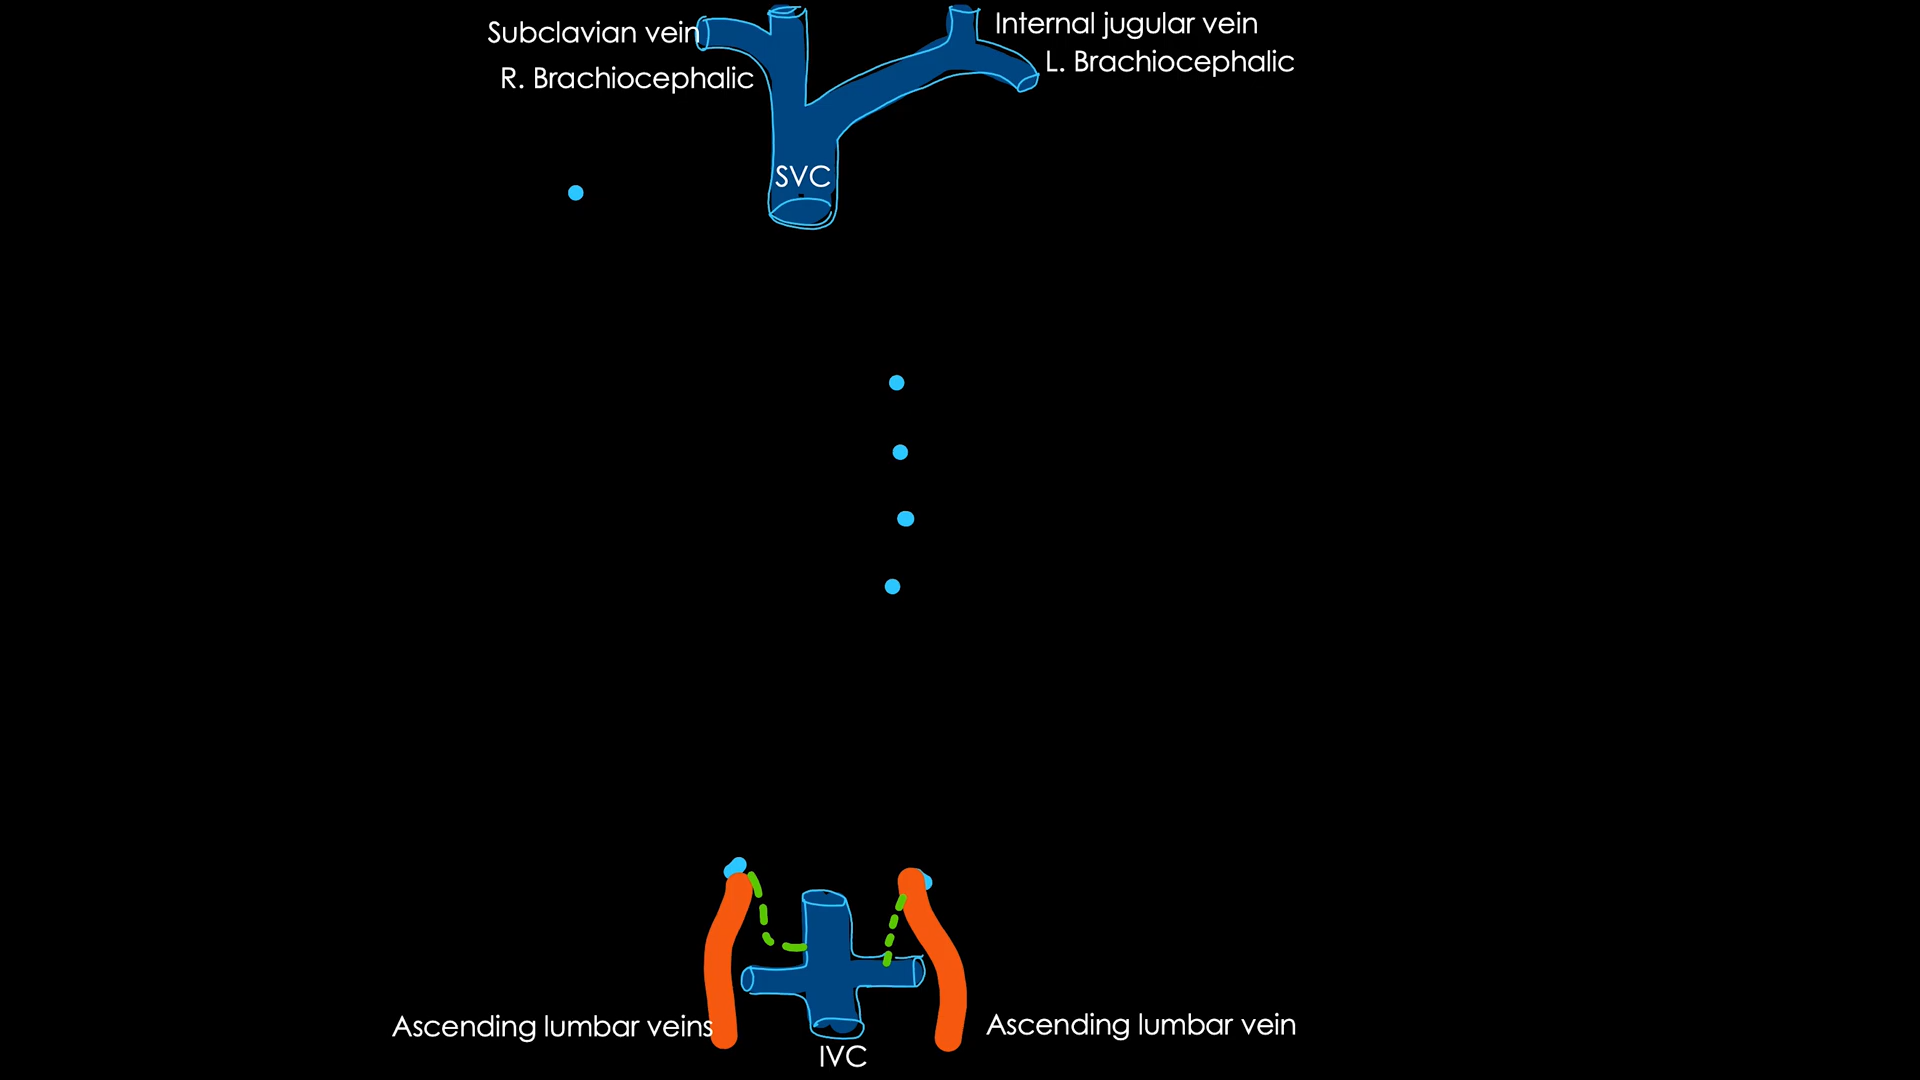 Subclavian vein
Internal jugular vein
R. Brachiocephalic
L. Brachiocephalic
SVC
Ascending lumbar veins
Ascending lumbar vein
IVC